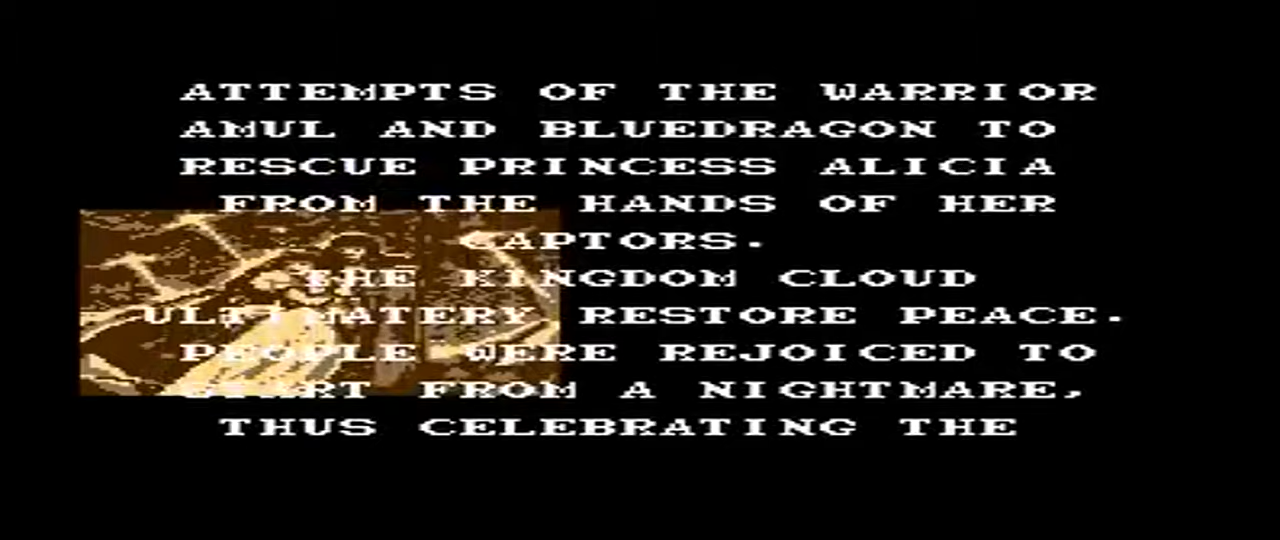 ATTEMPTS OF THE WARRIOR
AMUL AND BLUEDRAGON TO
RESCUE PRINCESS ALICIA
FROM THE HANDS OF HER
CAPTORS.
THE KINGDOM CLOUD
ULTIMATERY RESTORE PEACE.
PEOPLE WERE REJOICED TO
START FROM A NIGHTMARE,
THUS CELEBRATING THE